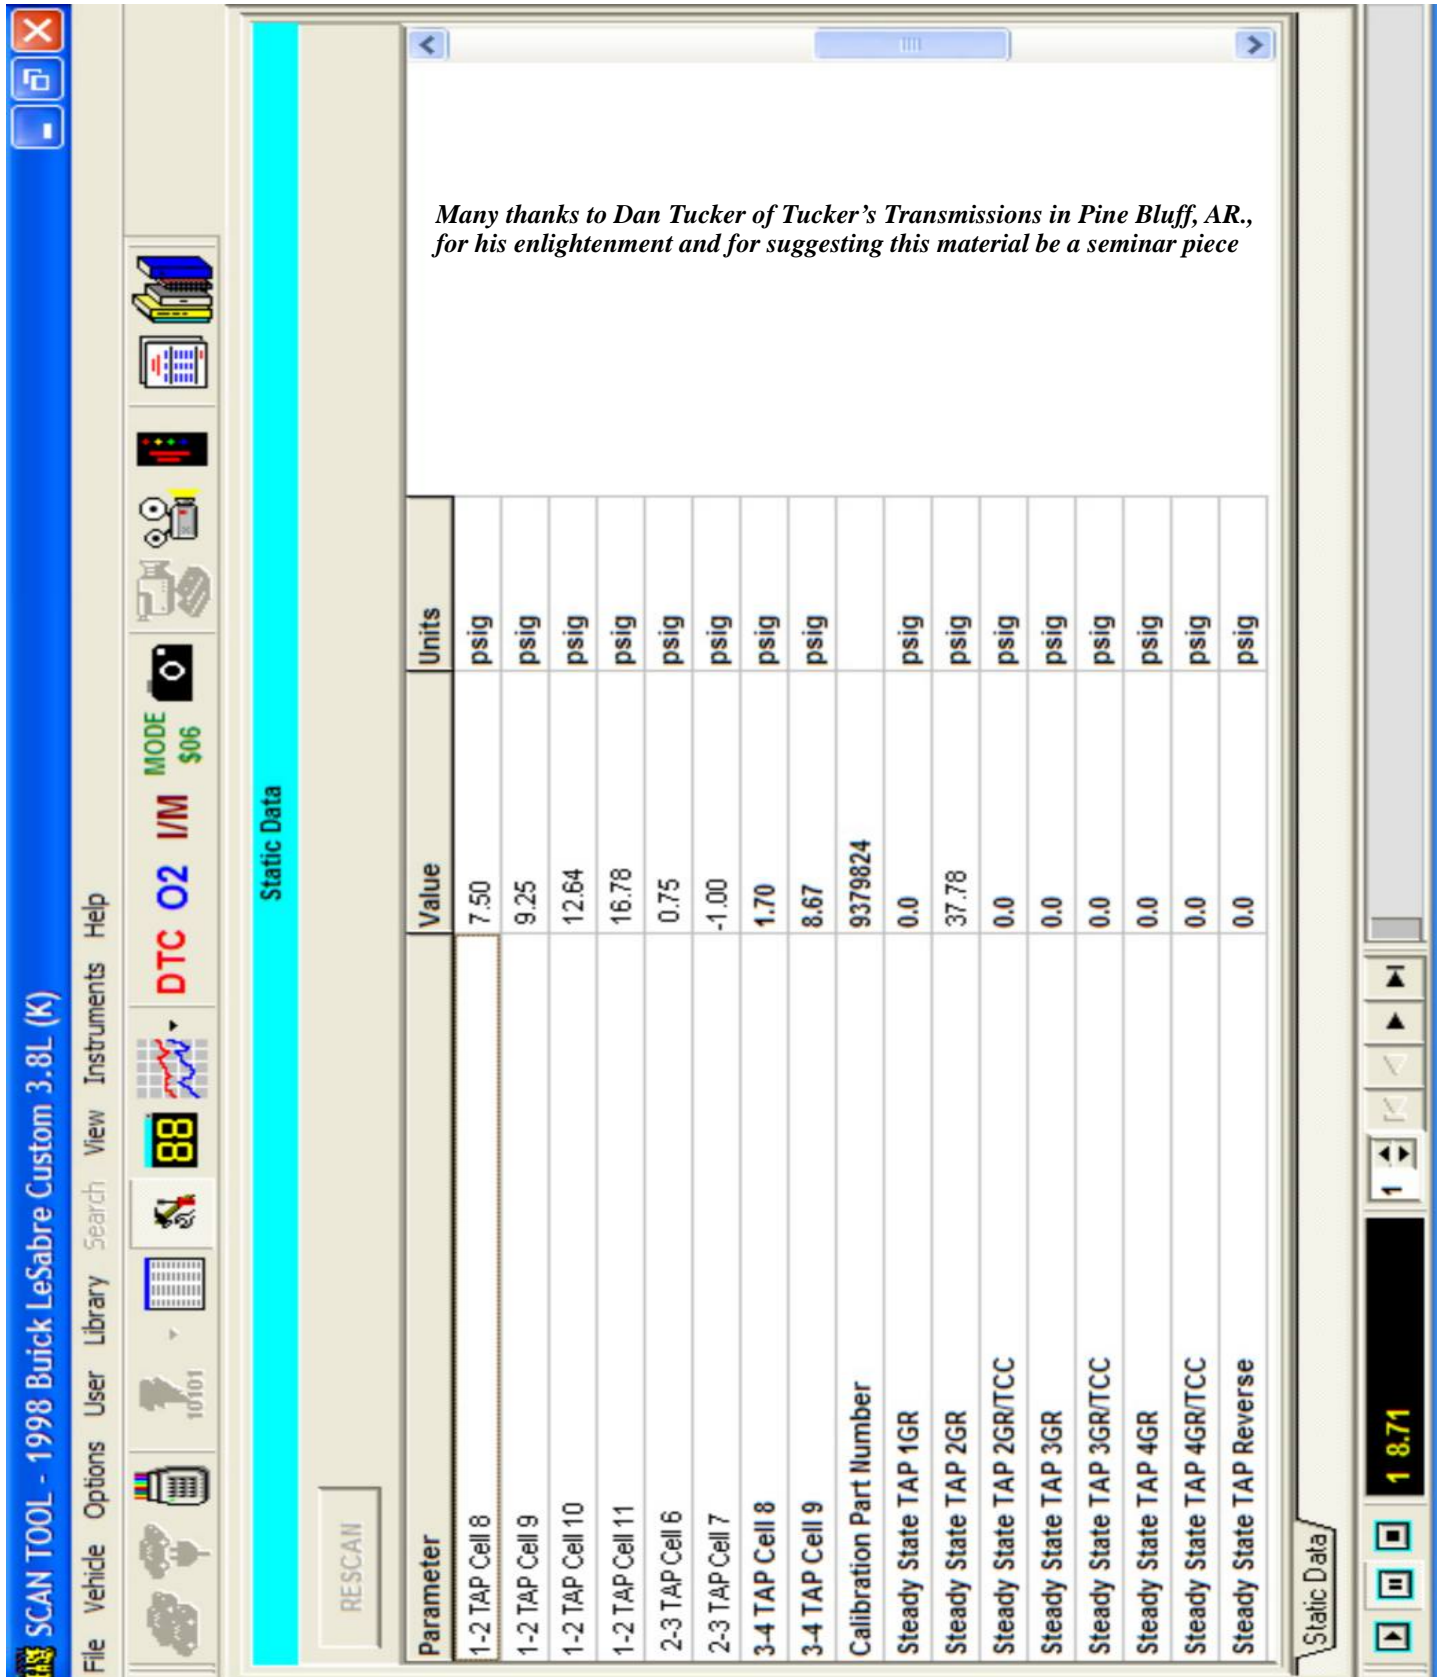 SCAN TOOL - 1998 Buick LeSabre Custom 3.8L (K)
File Vehicle Options User Library Search View Instruments Help
10101 88 DTC O2 I/M MODE $06
Static Data
RESCAN
Parameter Value Units
1-2 TAP Cell 8 7.50 psig
1-2 TAP Cell 9 9.25 psig
1-2 TAP Cell 10 12.64 psig
1-2 TAPCell 11 16.78 psig
2-3 TAP Cell 6 0.75 psig
2-3 TAPCell 7 -1.00 psig
3-4 TAP Cell 8 1.70 psig
3-4 TAP Cell 9 8.67 psig
Calibration Part Number 9379824
Steady State TAP 1GR 0.0 psig
Steady State TAP 2GR 37.78 psig
Steady State TAP 2GR/TCC 0.0 psig
Steady State TAP 3GR 0.0 psig
Steady State TAP 3GR/TCC 0.0 psig
Steady State TAP 4GR 0.0 psig
Steady State TAP 4GR/TCC 0.0 psig
Steady State TAP Reverse 0.0 psig
Many thanks to Dan Tucker of Tucker's Transmissions in Pine Bluff, AR.,
for his enlightenment and for suggesting this material be a seminar piece
Static Data
1 8.71 1